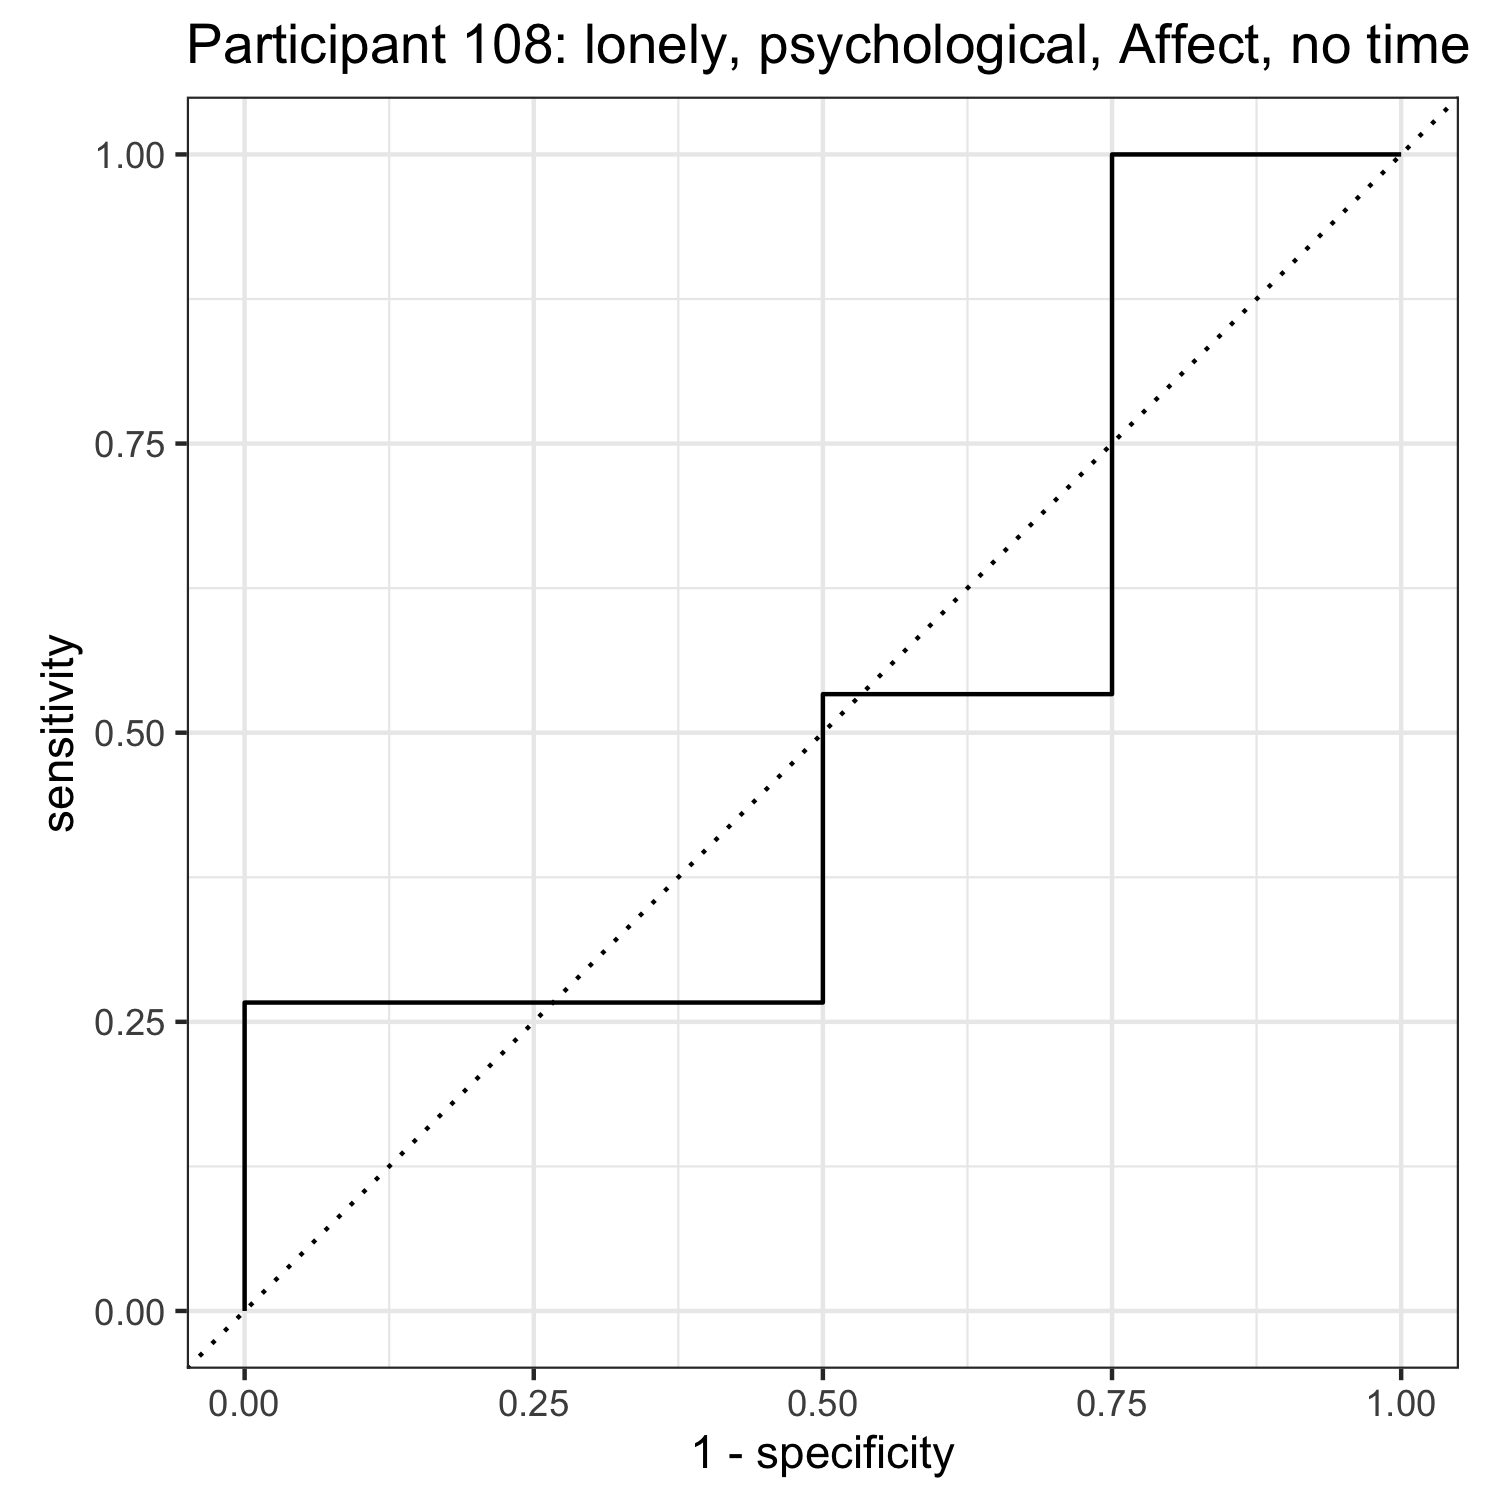 Participant 108: lonely, psychological, Affect, no time
1.00
0.75
0.50
0.25
0.00
sensitivity
0.00 0.25 0.50 0.75 1.00
1 - specificity